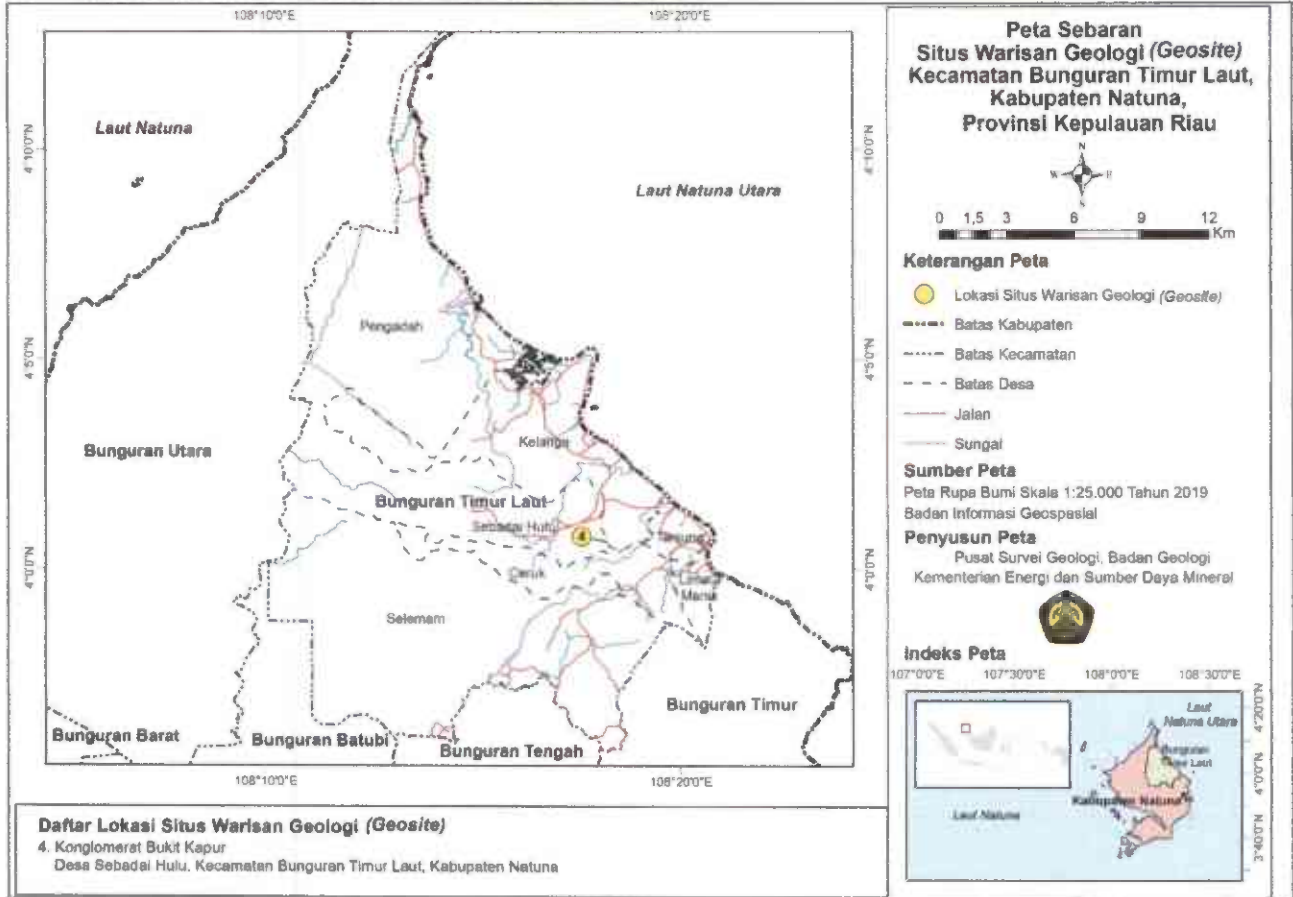 108°10'0"E
108°20'0"E
4°10'0"N
4°10'0"N
4°5'0"N
4°5'0"N
4°0'0"N
4°0'0"N
108°10'0"E
108°20'0"E
Laut Natuna
Laut Natuna Utara
Pengadah
Kelanga
Bunguran Utara
Bunguran Timur Laut
Sebadai Hulu
4
Ceruk
Tanjung
Limau
Manis
Selemam
Bunguran Timur
Bunguran Barat
Bunguran Batubi
Bunguran Tengah
Daftar Lokasi Situs Warisan Geologi (Geosite)
4. Konglomerat Bukit Kapur
Desa Sebadai Hulu, Kecamatan Bunguran Timur Laut, Kabupaten Natuna
Peta Sebaran
Situs Warisan Geologi (Geosite)
Kecamatan Bunguran Timur Laut,
Kabupaten Natuna,
Provinsi Kepulauan Riau
N
W E
S
0 1,5 3 6 9 12
Km
Keterangan Peta
Lokasi Situs Warisan Geologi (Geosite)
Batas Kabupaten
Batas Kecamatan
Batas Desa
Jalan
Sungai
Sumber Peta
Peta Rupa Bumi Skala 1:25.000 Tahun 2019
Badan Informasi Geospasial
Penyusun Peta
Pusat Survei Geologi, Badan Geologi
Kementerian Energi dan Sumber Daya Mineral
Indeks Peta
107°0'0"E 107°30'0"E 108°0'0"E 108°30'0"E
4°20'0"N
4°0'0"N
3°40'0"N
Laut
Natuna Utara
Bunguran
Timur Laut
Kabupaten Natuna
Laut Natuna